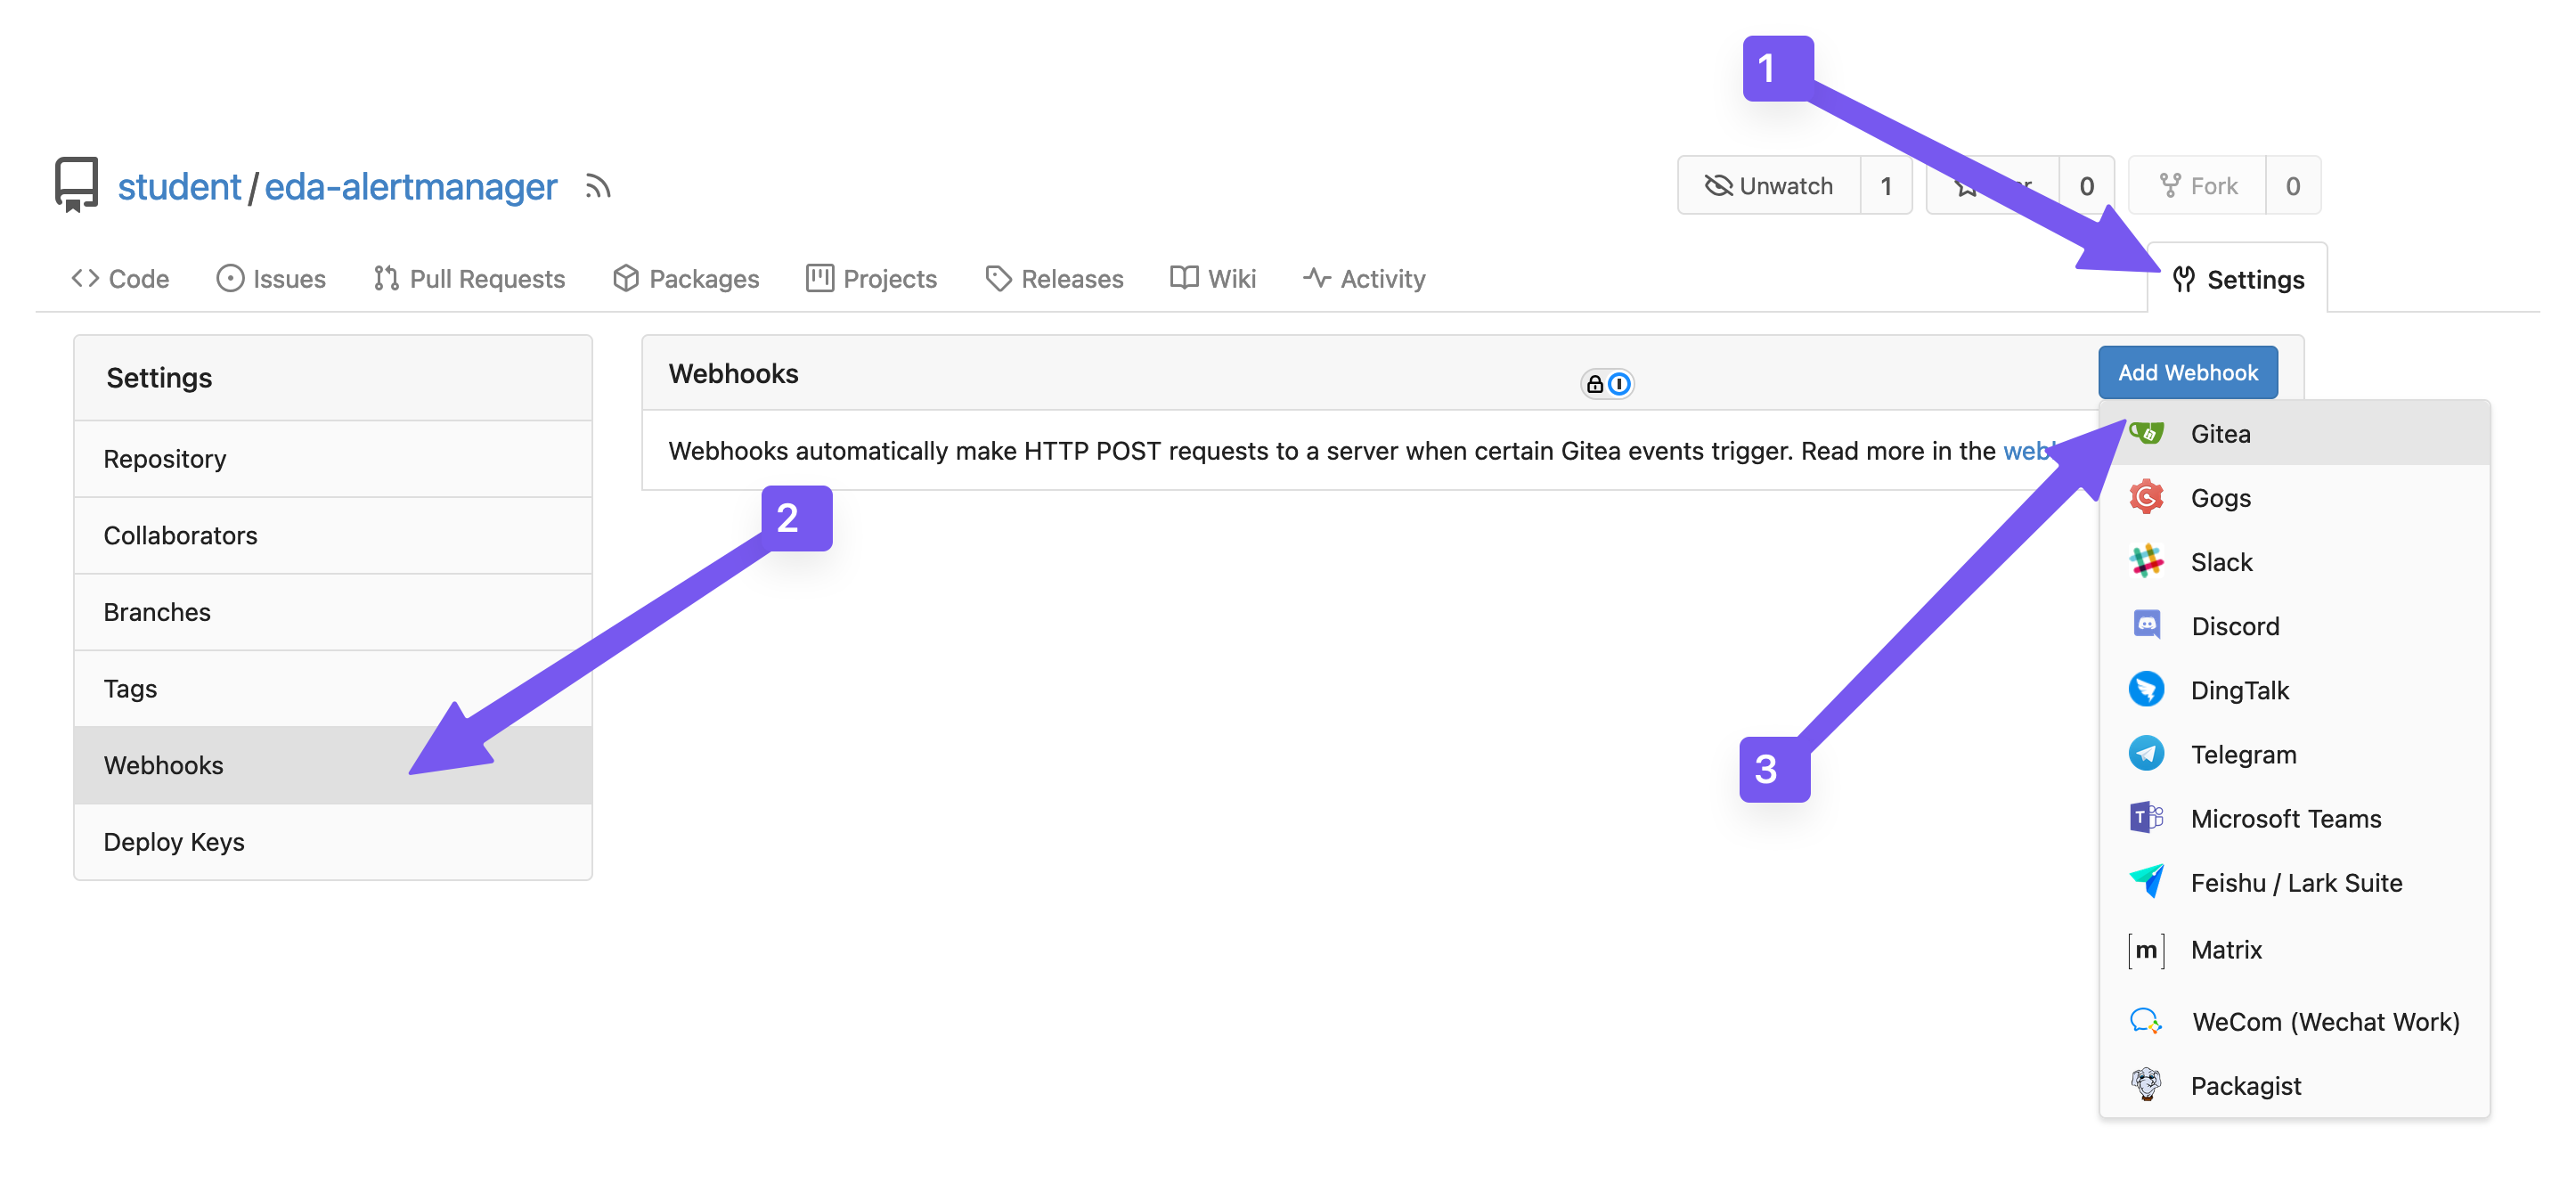 1
student / eda-alertmanager
Unwatch 1
0
Fork 0
Code Issues Pull Requests Packages Projects Releases Wiki Activity Settings
Settings
Repository
Collaborators
Branches
Tags
Webhooks
Deploy Keys
Webhooks
Add Webhook
Webhooks automatically make HTTP POST requests to a server when certain Gitea events trigger. Read more in the
2
3
Gitea
Gogs
Slack
Discord
DingTalk
Telegram
T
Microsoft Teams
Feishu / Lark Suite
[m] Matrix
WeCom (Wechat Work)
Packagist